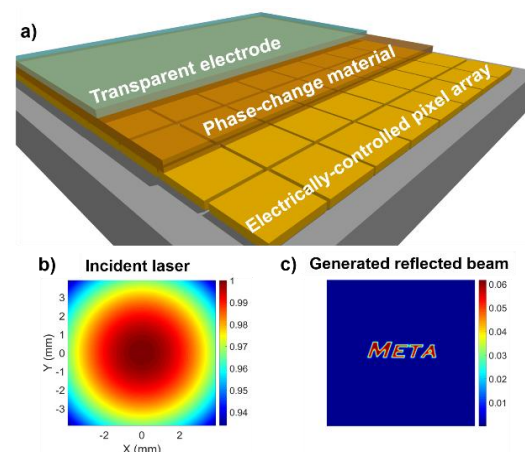 a)
Transparent electrode
Phase-change material
Electrically-controlled pixel array
b) Incident laser
1
0.99
0.98
0.97
0.96
0.95
0.94
3
2
1
0
-1
-2
-3
Y (mm)
-2 0 2
X (mm)
c) Generated reflected beam
META
0.06
0.05
0.04
0.03
0.02
0.01